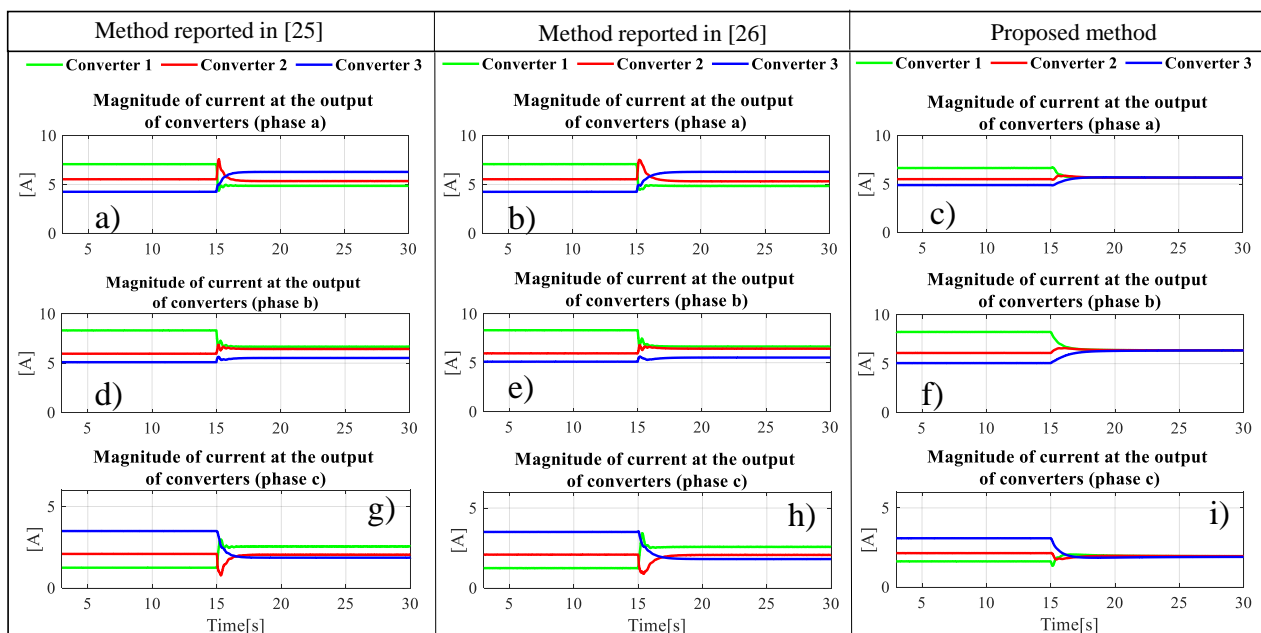 Method reported in [25]
Method reported in [26]
Proposed method
Converter 1 Converter 2 Converter 3
Converter 1 Converter 2 Converter 3
Converter 1 Converter 2 Converter 3
Magnitude of current at the output
of converters (phase a)
10
5
0
[A]
a)
5 10 15 20 25 30
Magnitude of current at the output
of converters (phase a)
10
5
0
[A]
b)
5 10 15 20 25 30
Magnitude of current at the output
of converters (phase a)
10
5
0
[A]
c)
5 10 15 20 25 30
Magnitude of current at the output
of converters (phase b)
10
5
0
[A]
d)
5 10 15 20 25 30
Magnitude of current at the output
of converters (phase b)
10
5
0
[A]
e)
5 10 15 20 25 30
Magnitude of current at the output
of converters (phase b)
10
5
0
[A]
f)
5 10 15 20 25 30
Magnitude of current at the output
of converters (phase c)
5
0
[A]
g)
5 10 15 20 25 30
Time[s]
Magnitude of current at the output
of converters (phase c)
5
0
[A]
h)
5 10 15 20 25 30
Time[s]
Magnitude of current at the output
of converters (phase c)
5
0
[A]
i)
5 10 15 20 25 30
Time[s]